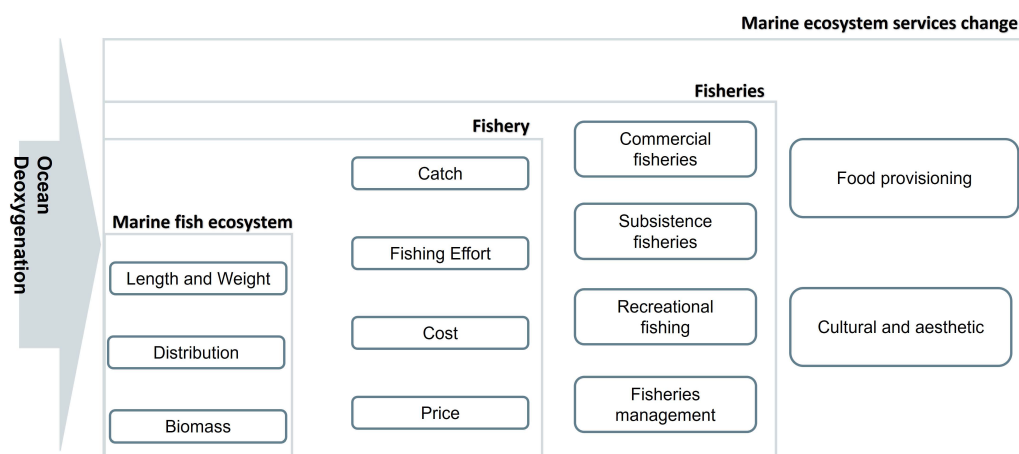 Marine ecosystem services change
Fisheries
Fishery
Marine fish ecosystem
Ocean
Deoxygenation
Length and Weight
Distribution
Biomass
Catch
Fishing Effort
Cost
Price
Commercial
fisheries
Subsistence
fisheries
Recreational
fishing
Fisheries
management
Food provisioning
Cultural and aesthetic